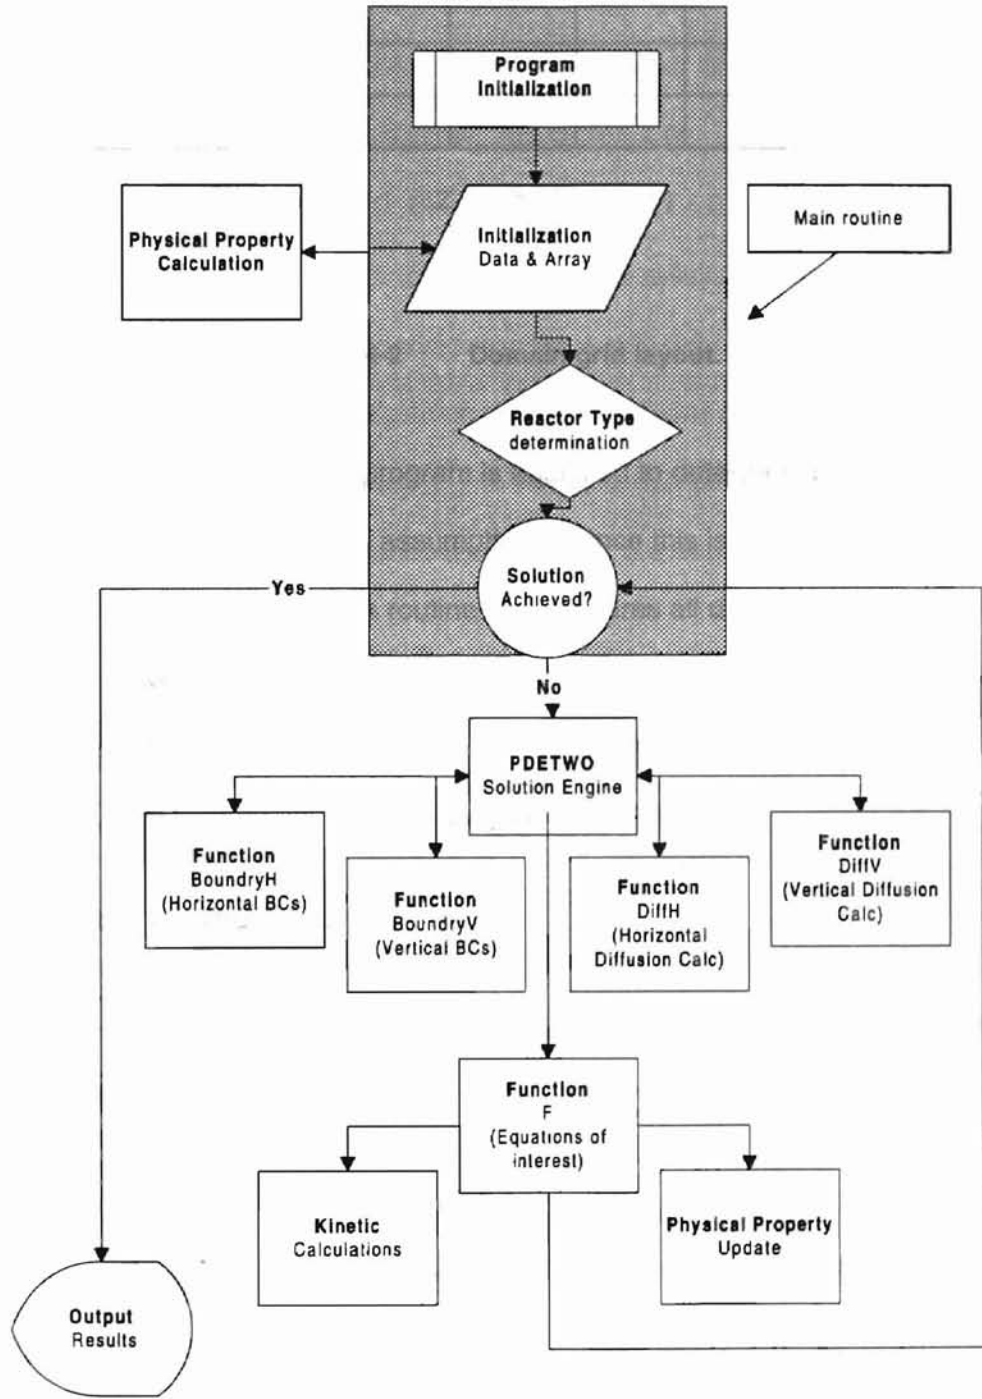 Program
Initialization
Physical Property
Calculation
Initialization
Data & Array
Main routine
Reactor Type
determination
Solution
Achieved?
Yes
No
PDETWO
Solution Engine
Function
BoundryH
(Horizontal BCs)
Function
BoundryV
(Vertical BCs)
Function
DiffH
(Horizontal
Diffusion Calc)
Function
DiffV
(Vertical Diffusion
Calc)
Function
F
(Equations of
interest)
Kinetic
Calculations
Physical Property
Update
Output
Results